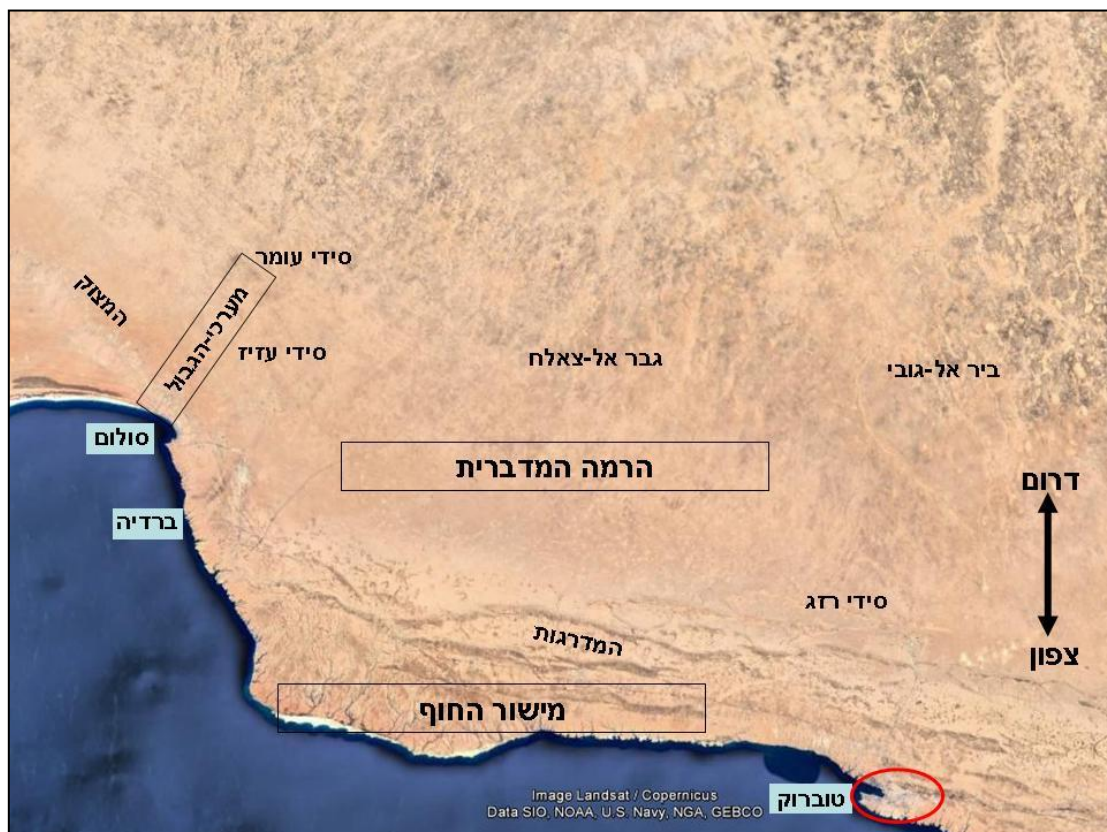 סידי עומר
המצוק
מערכי-הגבול
סידי עזיז
גבר אל-צאלח
ביר אל-גובי
סולום
הרמה המדברית
דרום
ברדיה
סידי רזג
המדרגות
צפון
מישור החוף
טוברוק
Image Landsat / Copernicus
Data SIO, NOAA, U.S. Navy, NGA, GEBCO